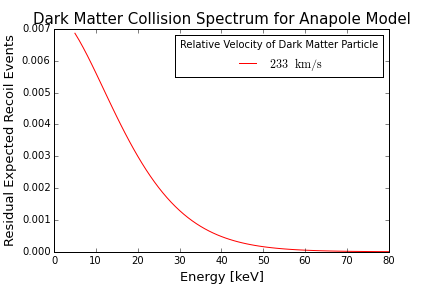 Dark Matter Collision Spectrum for Anapole Model
Residual Expected Recoil Events
0.007
0.006
0.005
0.004
0.003
0.002
0.001
0.000
Relative Velocity of Dark Matter Particle
233 km/s
0 10 20 30 40 50 60 70 80
Energy [keV]